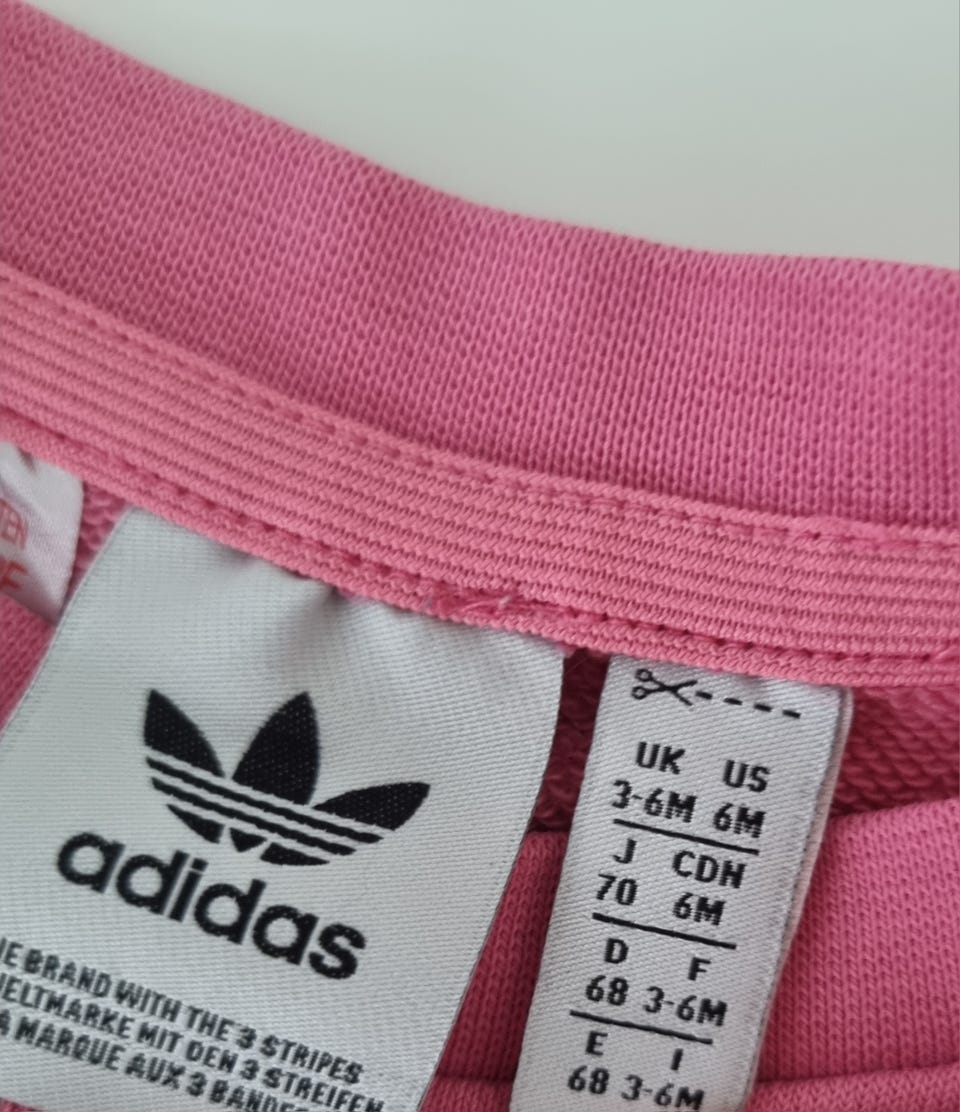 adidas
BRAND WITH THE 3 STRIPES
MARKE MIT DEN 3 STREIFEN
MARQUE AUX 3
UK US
3-6M 6M
J CDN
70 6M
D F
68 3-6M
E I
68 3-6M